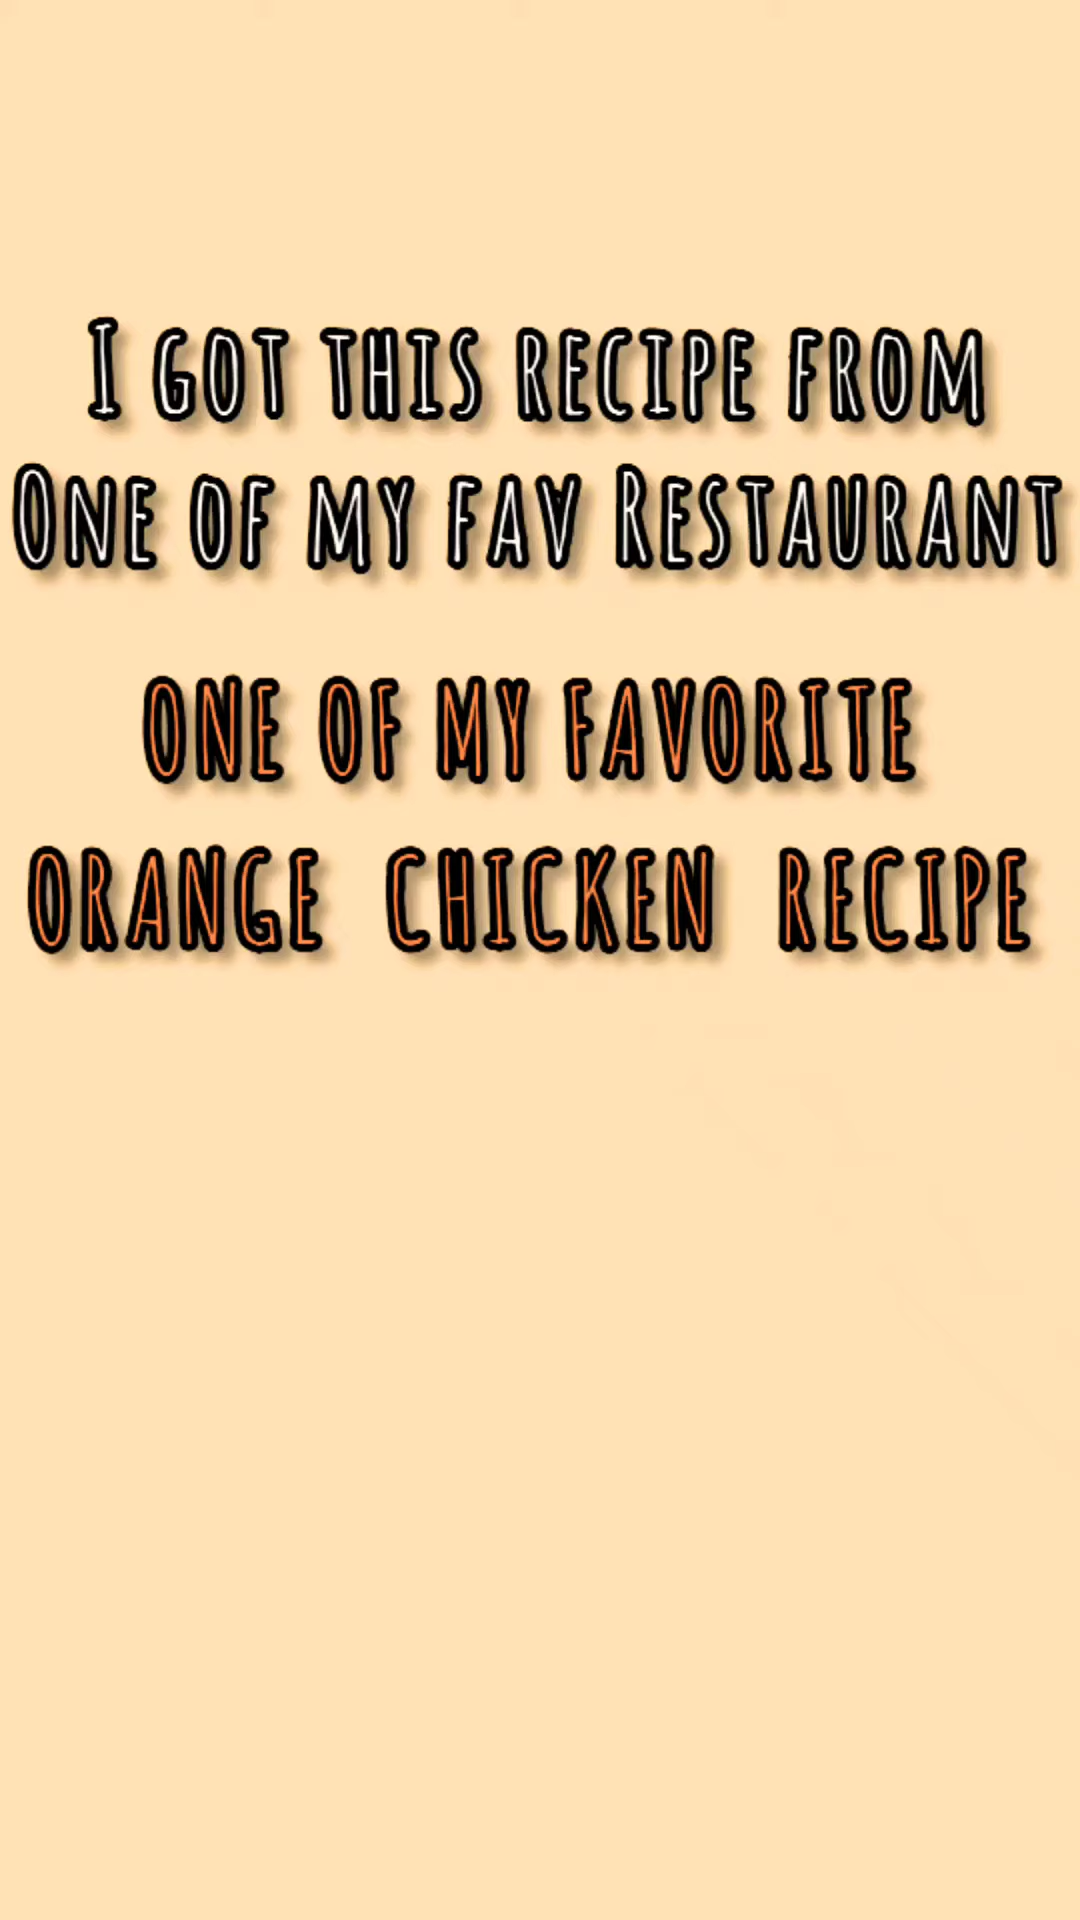 I got this recipe from
One of my fav Restaurant
ONE OF MY FAVORITE
ORANGE CHICKEN RECIPE